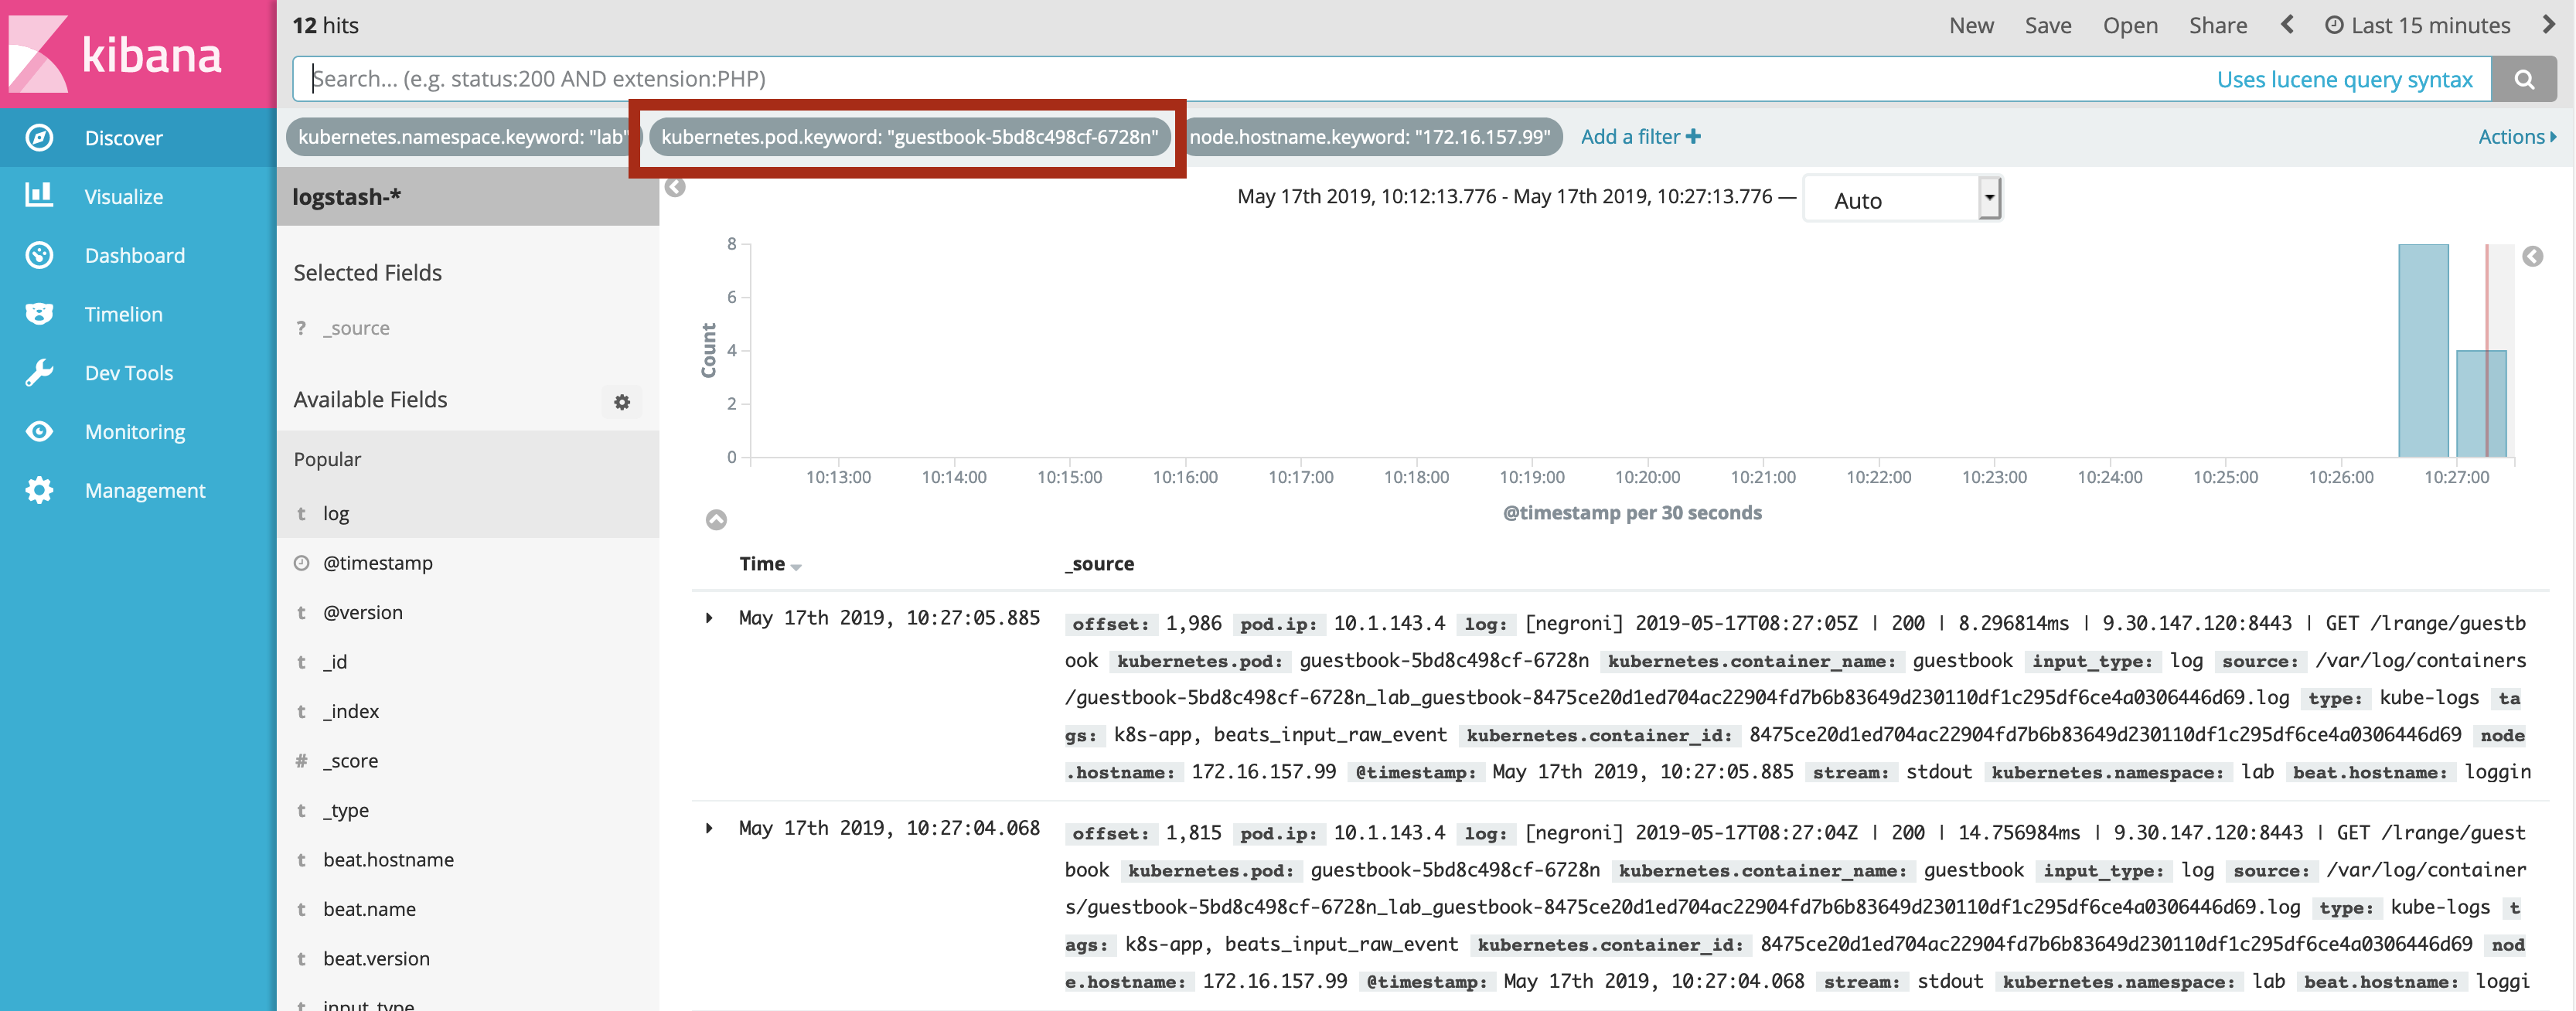 kibana
Discover
Visualize
Dashboard
Timelion
Dev Tools
Monitoring
Management
12 hits
New Save Open Share Last 15 minutes
Search... (e.g. status:200 AND extension:PHP) Uses lucene query syntax
kubernetes.namespace.keyword: "lab" kubernetes.pod.keyword: "guestbook-5bd8c498cf-6728n" node.hostname.keyword: "172.16.157.99" Add a filter + Actions
logstash-*
Selected Fields
? _source
Available Fields
Popular
t log
@timestamp
t @version
t _id
t _index
# _score
t _type
t beat.hostname
t beat.name
t beat.version
t input_type
May 17th 2019, 10:12:13.776 - May 17th 2019, 10:27:13.776 — Auto
Count
8
6
4
2
0
10:13:00 10:14:00 10:15:00 10:16:00 10:17:00 10:18:00 10:19:00 10:20:00 10:21:00 10:22:00 10:23:00 10:24:00 10:25:00 10:26:00 10:27:00
@timestamp per 30 seconds
Time _source
May 17th 2019, 10:27:05.885 offset: 1,986 pod.ip: 10.1.143.4 log: [negroni] 2019-05-17T08:27:05Z | 200 | 8.296814ms | 9.30.147.120:8443 | GET /lrange/guestb
ook kubernetes.pod: guestbook-5bd8c498cf-6728n kubernetes.container_name: guestbook input_type: log source: /var/log/containers
/guestbook-5bd8c498cf-6728n_lab_guestbook-8475ce20d1ed704ac22904fd7b6b83649d230110df1c295df6ce4a0306446d69.log type: kube-logs ta
gs: k8s-app, beats_input_raw_event kubernetes.container_id: 8475ce20d1ed704ac22904fd7b6b83649d230110df1c295df6ce4a0306446d69 node
.hostname: 172.16.157.99 @timestamp: May 17th 2019, 10:27:05.885 stream: stdout kubernetes.namespace: lab beat.hostname: loggin
May 17th 2019, 10:27:04.068 offset: 1,815 pod.ip: 10.1.143.4 log: [negroni] 2019-05-17T08:27:04Z | 200 | 14.756984ms | 9.30.147.120:8443 | GET /lrange/guest
book kubernetes.pod: guestbook-5bd8c498cf-6728n kubernetes.container_name: guestbook input_type: log source: /var/log/container
s/guestbook-5bd8c498cf-6728n_lab_guestbook-8475ce20d1ed704ac22904fd7b6b83649d230110df1c295df6ce4a0306446d69.log type: kube-logs t
ags: k8s-app, beats_input_raw_event kubernetes.container_id: 8475ce20d1ed704ac22904fd7b6b83649d230110df1c295df6ce4a0306446d69 nod
e.hostname: 172.16.157.99 @timestamp: May 17th 2019, 10:27:04.068 stream: stdout kubernetes.namespace: lab beat.hostname: loggi